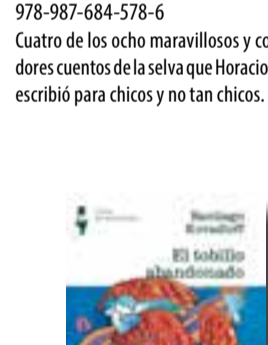 978-987-684-578-6
Cuatro de los ocho maravillosos y co
dores cuentos de la selva que Horacio
escribió para chicos y no tan chicos.
Santiago
Kovadloff
El tobillo
abandonado